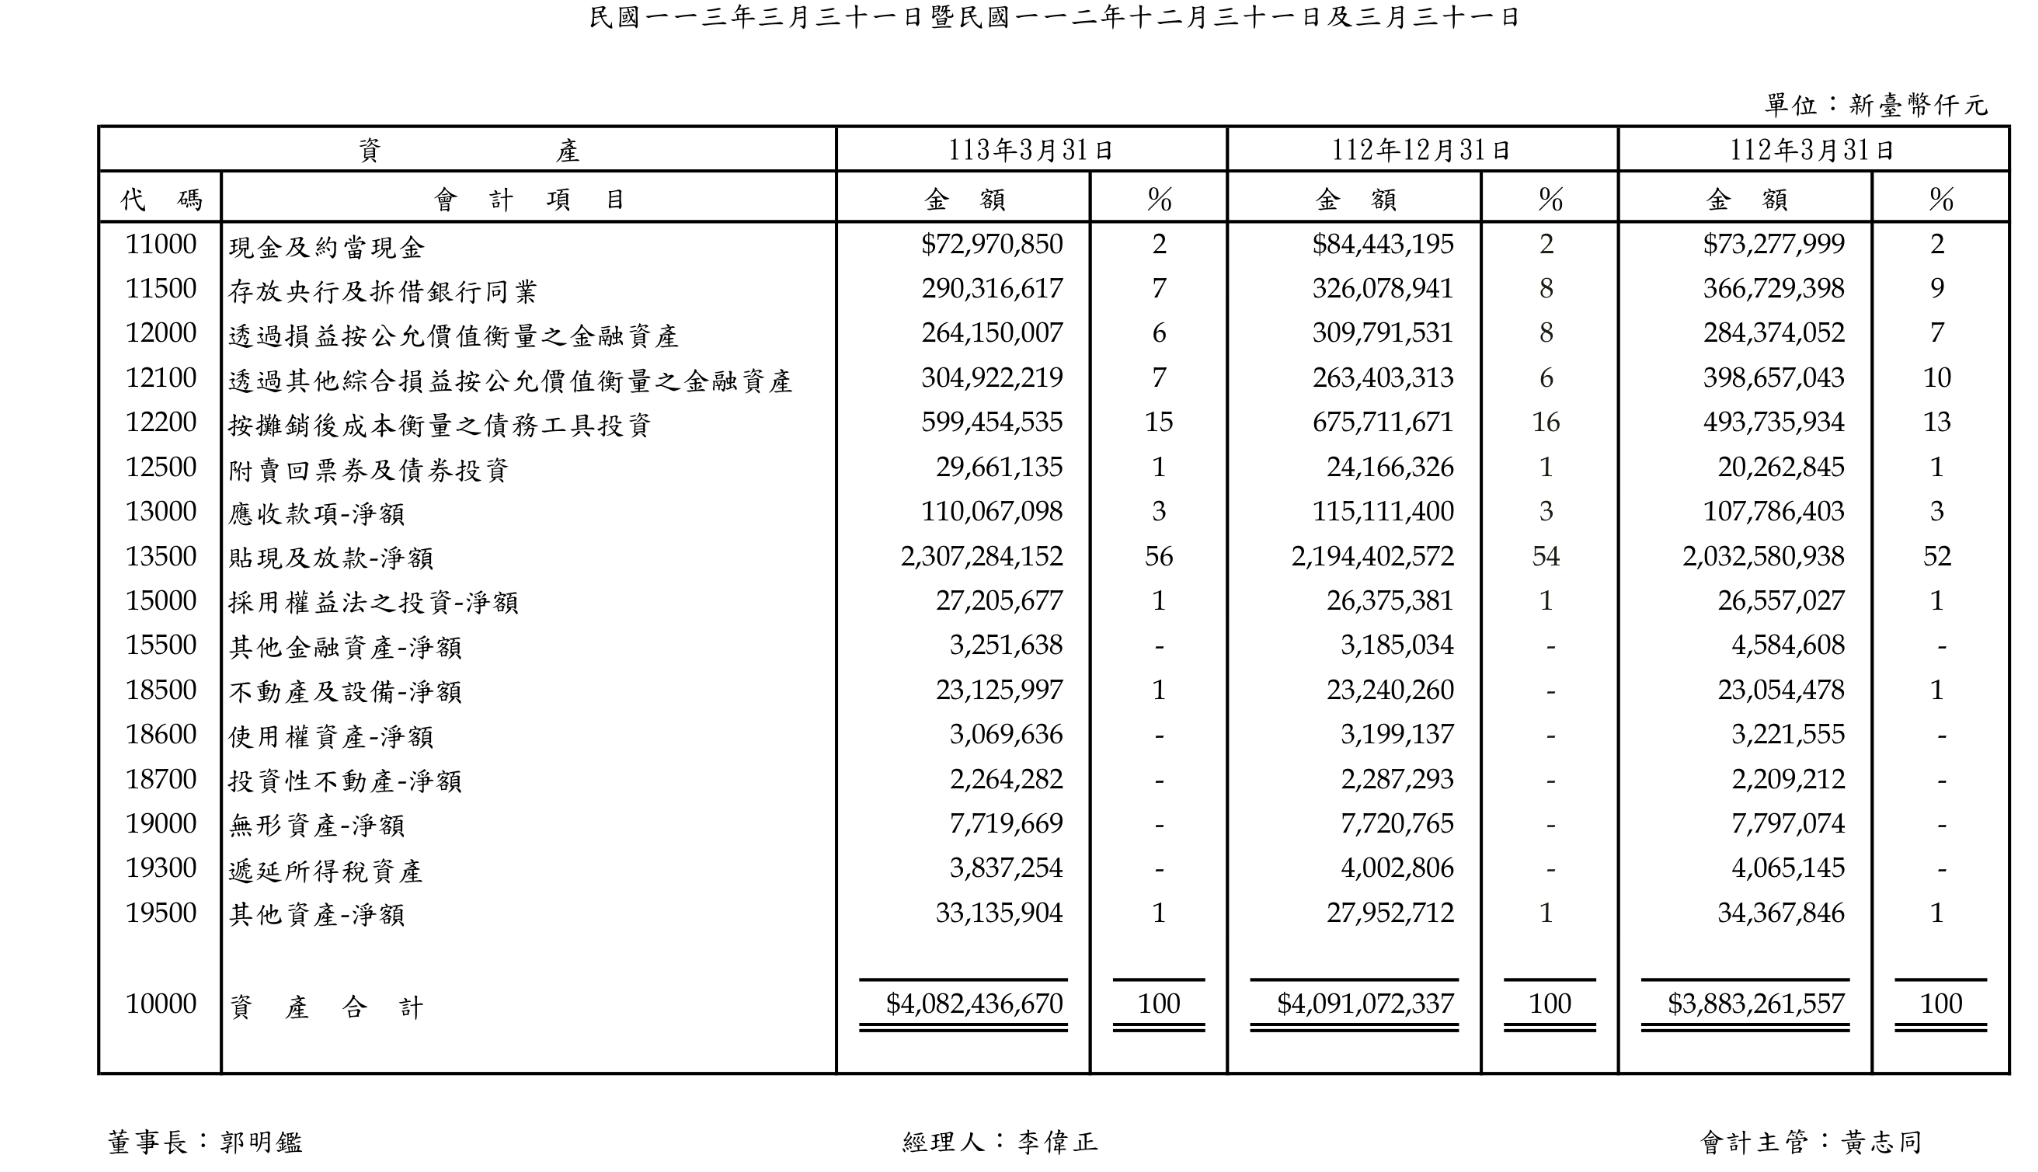 民國一一三年三月三十一日暨民國一一二年十二月三十一日及三月三十一日
單位：新臺幣仟元
資 產 113年3月31日 112年12月31日 112年3月31日
代 碼 會 計 項 目 金 額 % 金 額 % 金 額 %
11000 現金及約當現金 $72,970,850 2 $84,443,195 2 $73,277,999 2
11500 存放央行及拆借銀行同業 290,316,617 7 326,078,941 8 366,729,398 9
12000 透過損益按公允價值衡量之金融資產 264,150,007 6 309,791,531 8 284,374,052 7
12100 透過其他綜合損益按公允價值衡量之金融資產 304,922,219 7 263,403,313 6 398,657,043 10
12200 按攤銷後成本衡量之債務工具投資 599,454,535 15 675,711,671 16 493,735,934 13
12500 附賣回票券及債券投資 29,661,135 1 24,166,326 1 20,262,845 1
13000 應收款項-淨額 110,067,098 3 115,111,400 3 107,786,403 3
13500 貼現及放款-淨額 2,307,284,152 56 2,194,402,572 54 2,032,580,938 52
15000 採用權益法之投資-淨額 27,205,677 1 26,375,381 1 26,557,027 1
15500 其他金融資產-淨額 3,251,638 - 3,185,034 - 4,584,608 -
18500 不動產及設備-淨額 23,125,997 1 23,240,260 - 23,054,478 1
18600 使用權資產-淨額 3,069,636 - 3,199,137 - 3,221,555 -
18700 投資性不動產-淨額 2,264,282 - 2,287,293 - 2,209,212 -
19000 無形資產-淨額 7,719,669 - 7,720,765 - 7,797,074 -
19300 遞延所得稅資產 3,837,254 - 4,002,806 - 4,065,145 -
19500 其他資產-淨額 33,135,904 1 27,952,712 1 34,367,846 1
10000 資 產 合 計 $4,082,436,670 100 $4,091,072,337 100 $3,883,261,557 100
董事長：郭明鑑 經理人：李偉正 會計主管：黃志同